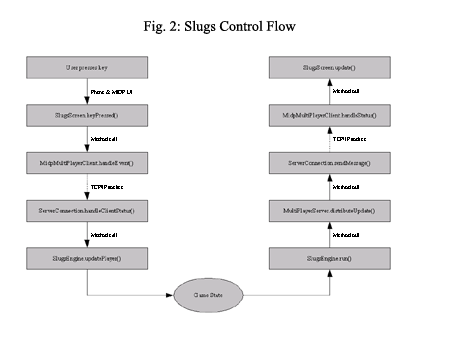 Fig. 2: Slugs Control Flow
User presses key
Phone & MIDP UI
SlugsScreen.keyPressed()
Method call
MidpMultiPlayerClient.handleEvent()
TCP/IP Packet
ServerConnection.handleClientStatus()
Method call
SlugsEngine.updatePlayer()
Game State
SlugsEngine.run()
Method call
MultiPlayerServer.distributeUpdate()
Method call
ServerConnection.sendMessage()
TCP/IP Packet
MidpMultiPlayerClient.handleStatus()
Method call
SlugsScreen.update()